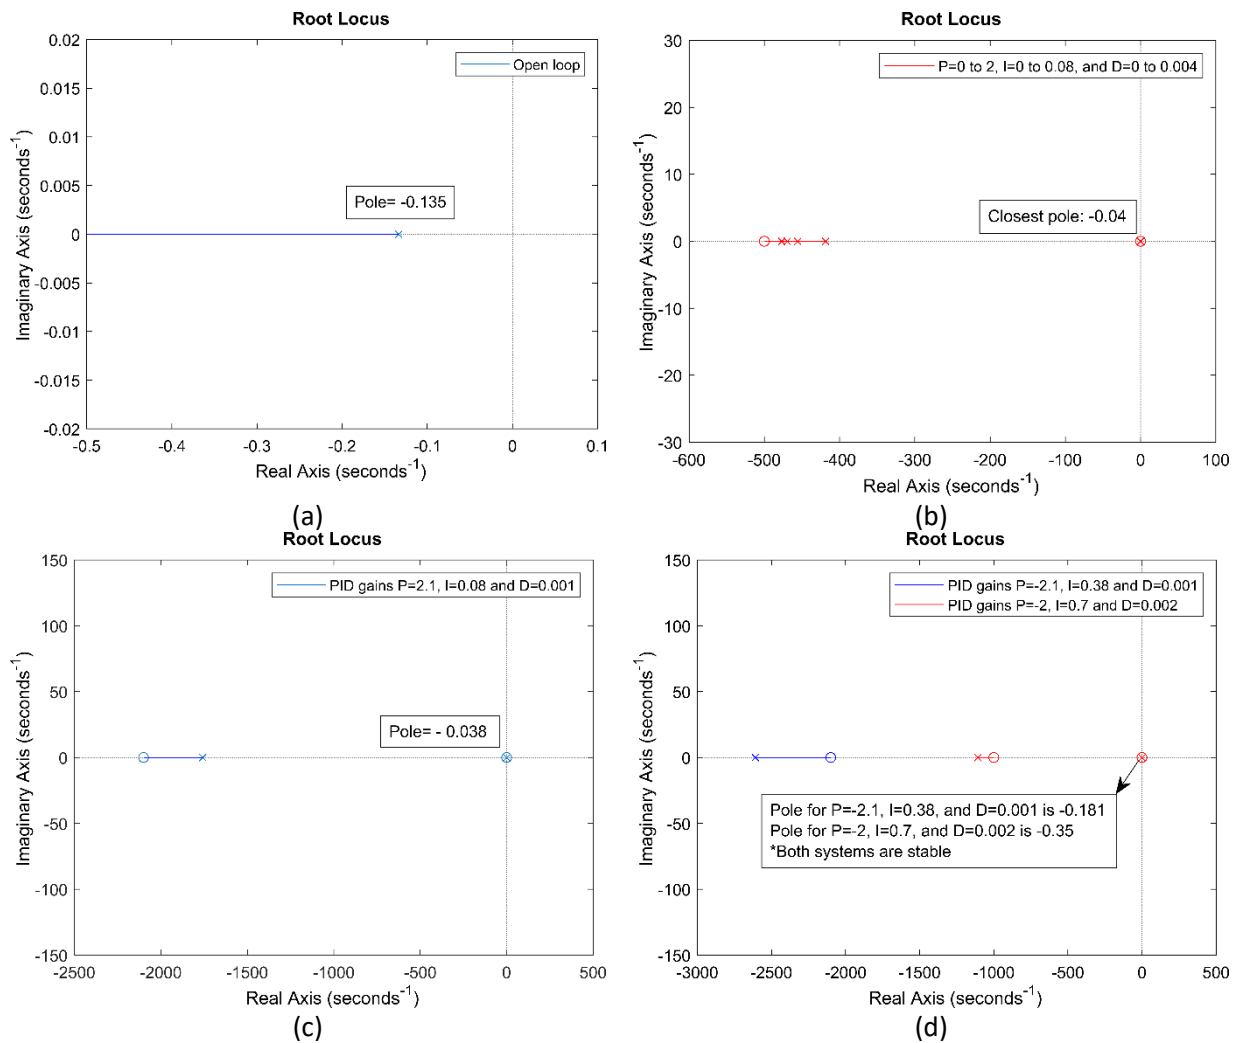 Root Locus
0.02
0.015
0.01
0.005
0
-0.005
-0.01
-0.015
-0.02
Imaginary Axis (seconds⁻¹)
Open loop
Pole= -0.135
-0.5 -0.4 -0.3 -0.2 -0.1 0 0.1
Real Axis (seconds⁻¹)
(a)
Root Locus
30
20
10
0
-10
-20
-30
Imaginary Axis (seconds⁻¹)
P=0 to 2, I=0 to 0.08, and D=0 to 0.004
Closest pole: -0.04
-600 -500 -400 -300 -200 -100 0 100
Real Axis (seconds⁻¹)
(b)
Root Locus
150
100
50
0
-50
-100
-150
Imaginary Axis (seconds⁻¹)
PID gains P=2.1, I=0.08 and D=0.001
Pole= - 0.038
-2500 -2000 -1500 -1000 -500 0 500
Real Axis (seconds⁻¹)
(c)
Root Locus
150
100
50
0
-50
-100
-150
Imaginary Axis (seconds⁻¹)
PID gains P=-2.1, I=0.38 and D=0.001
PID gains P=-2, I=0.7 and D=0.002
Pole for P=-2.1, I=0.38, and D=0.001 is -0.181
Pole for P=-2, I=0.7, and D=0.002 is -0.35
*Both systems are stable
-3000 -2500 -2000 -1500 -1000 -500 0 500
Real Axis (seconds⁻¹)
(d)